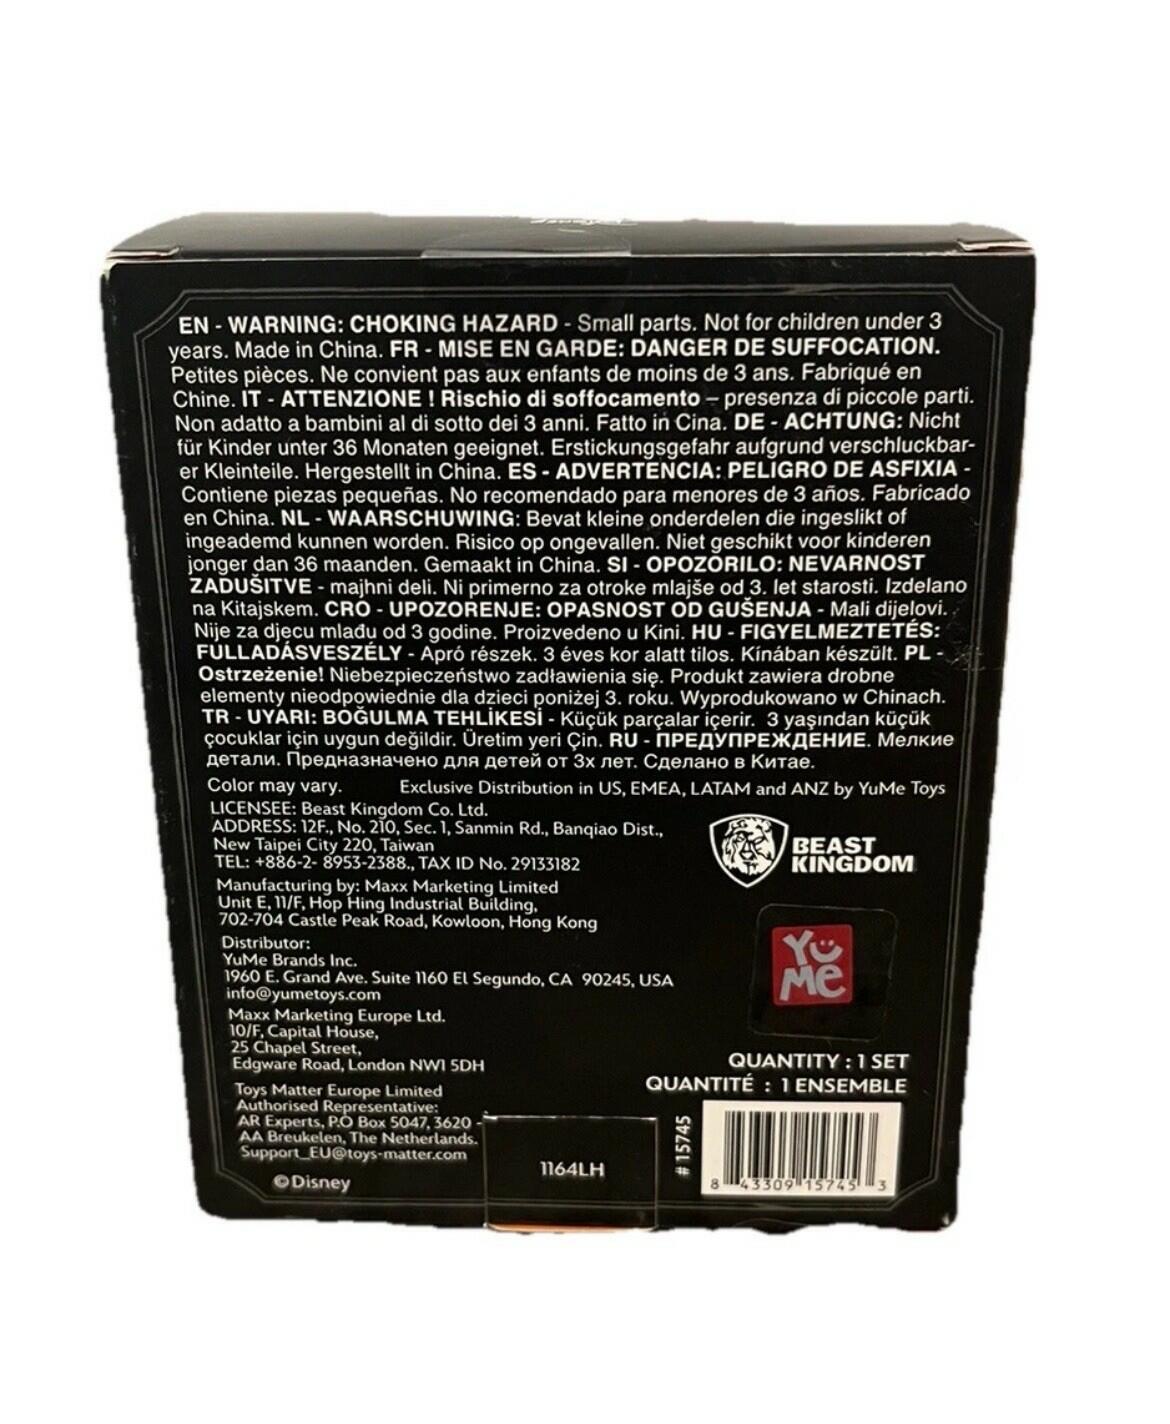 EN - WARNING: CHOKING HAZARD - Small parts. Not for children under 3
years. Made in China. FR - MISE EN GARDE: DANGER DE SUFFOCATION.
Petites pièces. Ne convient pas aux enfants de moins de 3 ans. Fabriqué en
Chine. IT - ATTENZIONE ! Rischio di soffocamento – presenza di piccole parti.
Non adatto a bambini al di sotto dei 3 anni. Fatto in Cina. DE - ACHTUNG: Nicht
für Kinder unter 36 Monaten geeignet. Erstickungsgefahr aufgrund verschluckbar-
er Kleinteile. Hergestellt in China. ES - ADVERTENCIA: PELIGRO DE ASFIXIA -
Contiene piezas pequeñas. No recomendado para menores de 3 años. Fabricado
en China. NL - WAARSCHUWING: Bevat kleine onderdelen die ingeslikt of
ingeademd kunnen worden. Risico op ongevallen. Niet geschikt voor kinderen
jonger dan 36 maanden. Gemaakt in China. SI - OPOZORILO: NEVARNOST
ZADUŠITVE - majhni deli. Ni primerno za otroke mlajše od 3. let starosti. Izdelano
na Kitajskem. CRO - UPOZORENJE: OPASNOST OD GUŠENJA - Mali dijelovi.
Nije za djecu mlađu od 3 godine. Proizvedeno u Kini. HU - FIGYELMEZTETÉS:
FULLADÁSVESZÉLY - Apró részek. 3 éves kor alatt tilos. Kínában készült. PL -
Ostrzeżenie! Niebezpieczeństwo zadławienia się. Produkt zawiera drobne
elementy nieodpowiednie dla dzieci poniżej 3. roku. Wyprodukowano w Chinach.
TR - UYARI: BOĞULMA TEHLİKESİ - Küçük parçalar içerir. 3 yaşından küçük
çocuklar için uygun değildir. Üretim yeri Çin. RU - ПРЕДУПРЕЖДЕНИЕ. Мелкие
детали. Предназначено для детей от 3х лет. Сделано в Китае.
Color may vary. Exclusive Distribution in US, EMEA, LATAM and ANZ by YuMe Toys
LICENSEE: Beast Kingdom Co. Ltd.
ADDRESS: 12F., No. 210, Sec. 1, Sanmin Rd., Banqiao Dist.,
New Taipei City 220, Taiwan
TEL: +886-2- 8953-2388., TAX ID No. 29133182
BEAST
KINGDOM
Manufacturing by: Maxx Marketing Limited
Unit E, 11/F, Hop Hing Industrial Building,
702-704 Castle Peak Road, Kowloon, Hong Kong
Distributor:
YuMe Brands Inc.
1960 E. Grand Ave. Suite 1160 El Segundo, CA 90245, USA
info@yumetoys.com
YuMe
Maxx Marketing Europe Ltd.
10/F, Capital House,
25 Chapel Street,
Edgware Road, London NW1 5DH
QUANTITY : 1 SET
QUANTITÉ : 1 ENSEMBLE
Toys Matter Europe Limited
Authorised Representative:
AR Experts, P.O Box 5047, 3620 -
AA Breukelen, The Netherlands.
Support_EU@toys-matter.com
©Disney
1164LH
# 15745
8 43309 15745 3